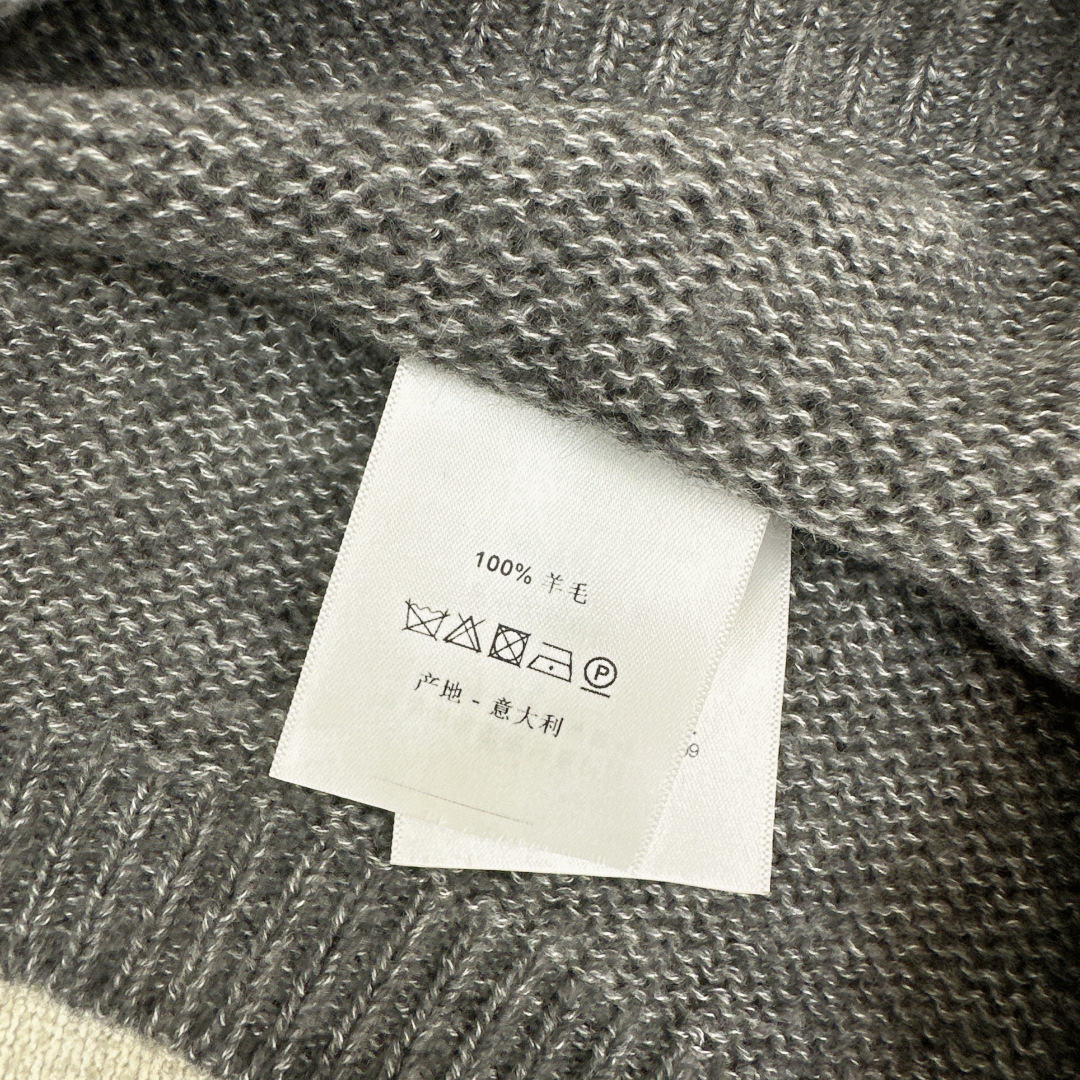 100% 羊毛
P
产地 - 意大利